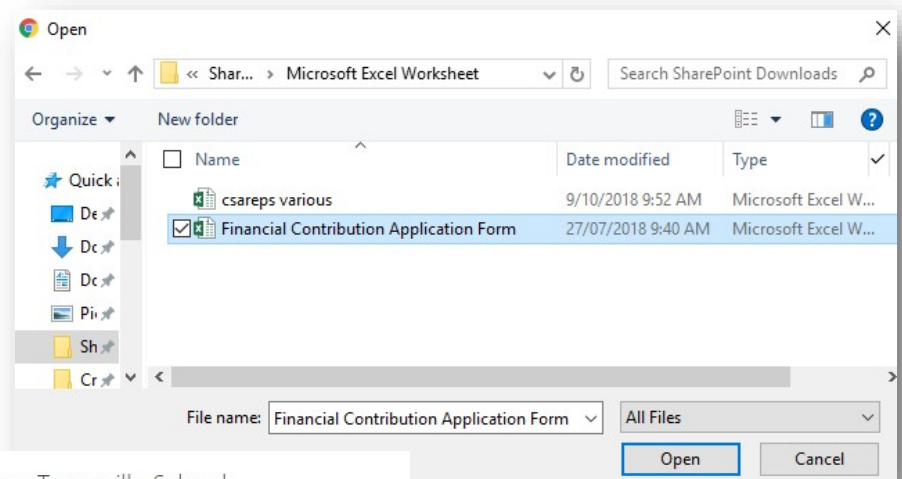 Open
« Shar... > Microsoft Excel Worksheet
Search SharePoint Downloads
Organize
New folder
Name
Date modified
Type
Quick
csareps various
9/10/2018 9:52 AM
Microsoft Excel W...
De
Financial Contribution Application Form
27/07/2018 9:40 AM
Microsoft Excel W...
Dc
Dc
Pi
Sh
Cr
File name:
Financial Contribution Application Form
All Files
Open
Cancel